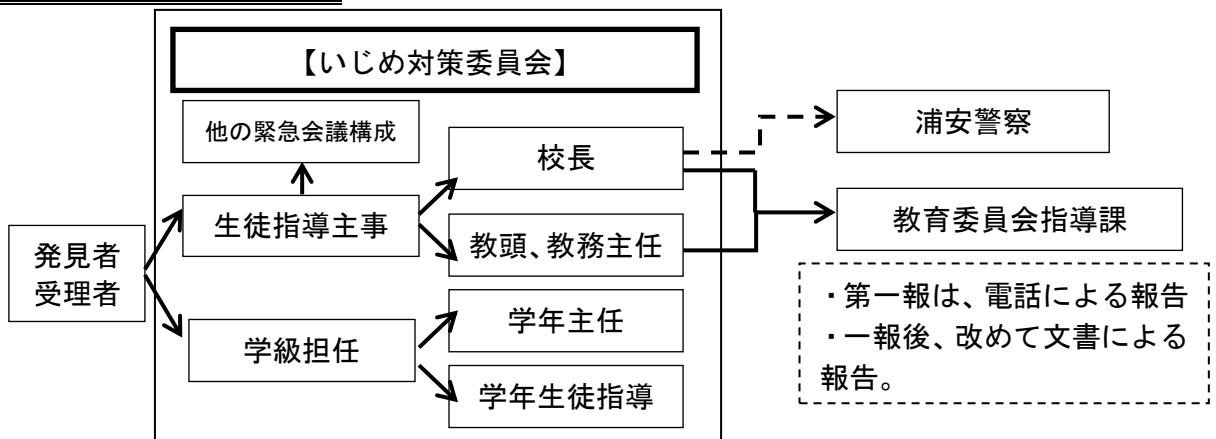 【いじめ対策委員会】
他の緊急会議構成
校長
浦安警察
生徒指導主事
教頭、教務主任
教育委員会指導課
発見者
受理者
学級担任
学年主任
学年生徒指導
・第一報は、電話による報告
・一報後、改めて文書による
報告。